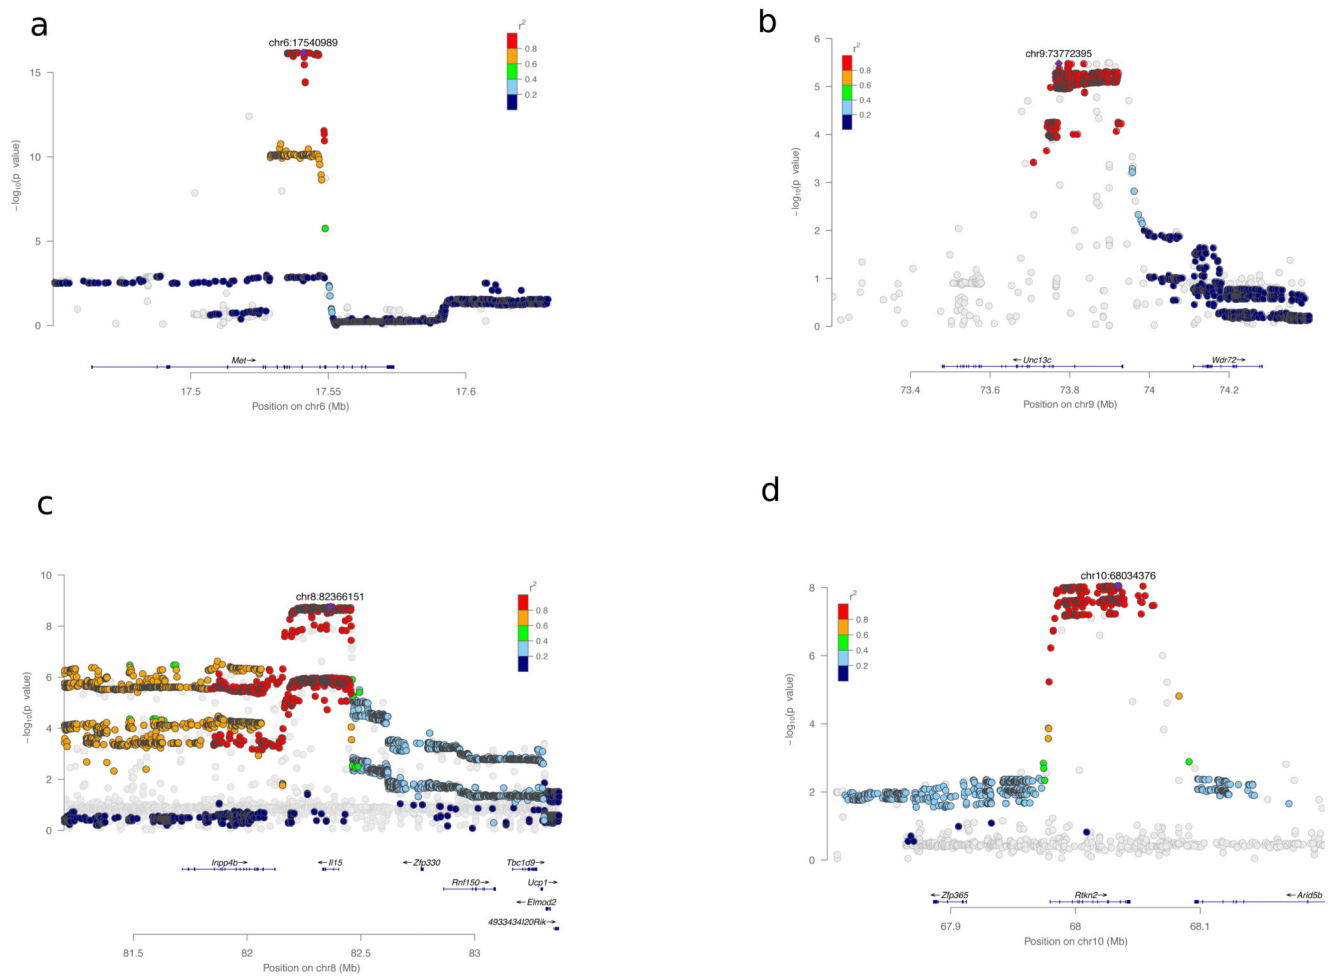 a
chr6:17540989
r2
0.8
0.6
0.4
0.2
15
10
5
0
−log10(p value)
Met→
17.5
17.55
17.6
Position on chr6 (Mb)
b
chr9:73772395
r2
0.8
0.6
0.4
0.2
6
5
4
3
2
1
0
−log10(p value)
←Unc13c
Wdr72→
73.4
73.6
73.8
74
74.2
Position on chr9 (Mb)
c
chr8:82366151
r2
0.8
0.6
0.4
0.2
10
8
6
4
2
0
−log10(p value)
Inpp4b→
←Il15
←Zfp330
Tbc1d9→
Rnf150→
Ucp1→
←Elmod2
4933434I20Rik→
81.5
82
82.5
83
Position on chr8 (Mb)
d
chr10:68034376
r2
0.8
0.6
0.4
0.2
8
6
4
2
0
−log10(p value)
←Zfp365
Rtkn2→
←Arid5b
67.9
68
68.1
Position on chr10 (Mb)